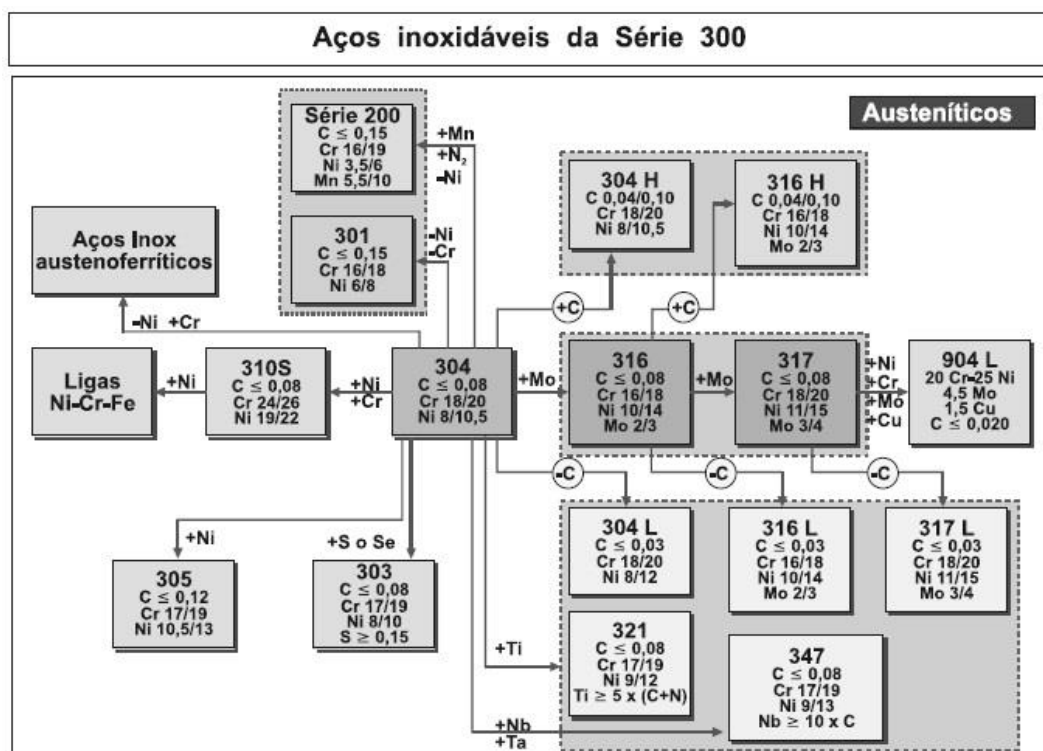 Aços inoxidáveis da Série 300
Austeníticos
Série 200
C ≤ 0,15
Cr 16/19
Ni 3,5/6
Mn 5,5/10
+Mn
+N₂
-Ni
301
C ≤ 0,15
Cr 16/18
Ni 6/8
-Ni
-Cr
304 H
C 0,04/0,10
Cr 18/20
Ni 8/10,5
316 H
C 0,04/0,10
Cr 16/18
Ni 10/14
Mo 2/3
Aços Inox
austenoferríticos
-Ni +Cr
+C
+C
Ligas
Ni-Cr-Fe
+Ni
310S
C ≤ 0,08
Cr 24/26
Ni 19/22
+Ni
+Cr
304
C ≤ 0,08
Cr 18/20
Ni 8/10,5
+Mo
316
C ≤ 0,08
Cr 16/18
Ni 10/14
Mo 2/3
+Mo
317
C ≤ 0,08
Cr 18/20
Ni 11/15
Mo 3/4
+Ni
+Cr
+Mo
+Cu
904 L
20 Cr-25 Ni
4,5 Mo
1,5 Cu
C ≤ 0,020
-C
-C
-C
+Ni
305
C ≤ 0,12
Cr 17/19
Ni 10,5/13
+S o Se
303
C ≤ 0,08
Cr 17/19
Ni 8/10
S ≥ 0,15
304 L
C ≤ 0,03
Cr 18/20
Ni 8/12
316 L
C ≤ 0,03
Cr 16/18
Ni 10/14
Mo 2/3
317 L
C ≤ 0,03
Cr 18/20
Ni 11/15
Mo 3/4
+Ti
321
C ≤ 0,08
Cr 17/19
Ni 9/12
Ti ≥ 5 x (C+N)
+Nb
+Ta
347
C ≤ 0,08
Cr 17/19
Ni 9/13
Nb ≥ 10 x C